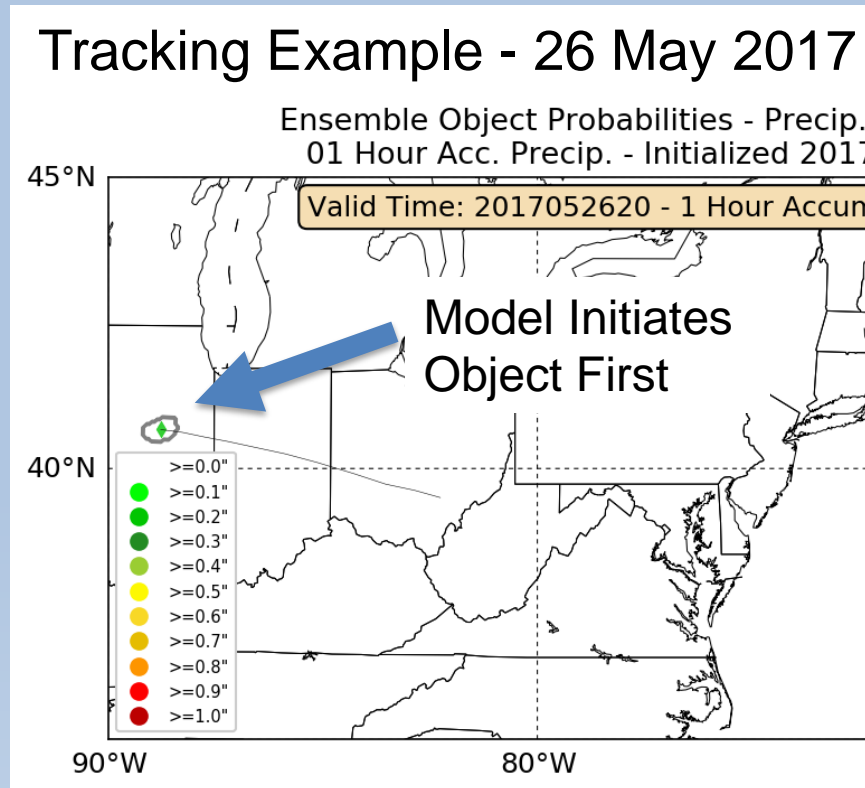 Tracking Example - 26 May 2017
Ensemble Object Probabilities - Precip.
01 Hour Acc. Precip. - Initialized 2017
45°N
Valid Time: 2017052620 - 1 Hour Accum
Model Initiates
Object First
40°N
>=0.0"
>=0.1"
>=0.2"
>=0.3"
>=0.4"
>=0.5"
>=0.6"
>=0.7"
>=0.8"
>=0.9"
>=1.0"
90°W
80°W